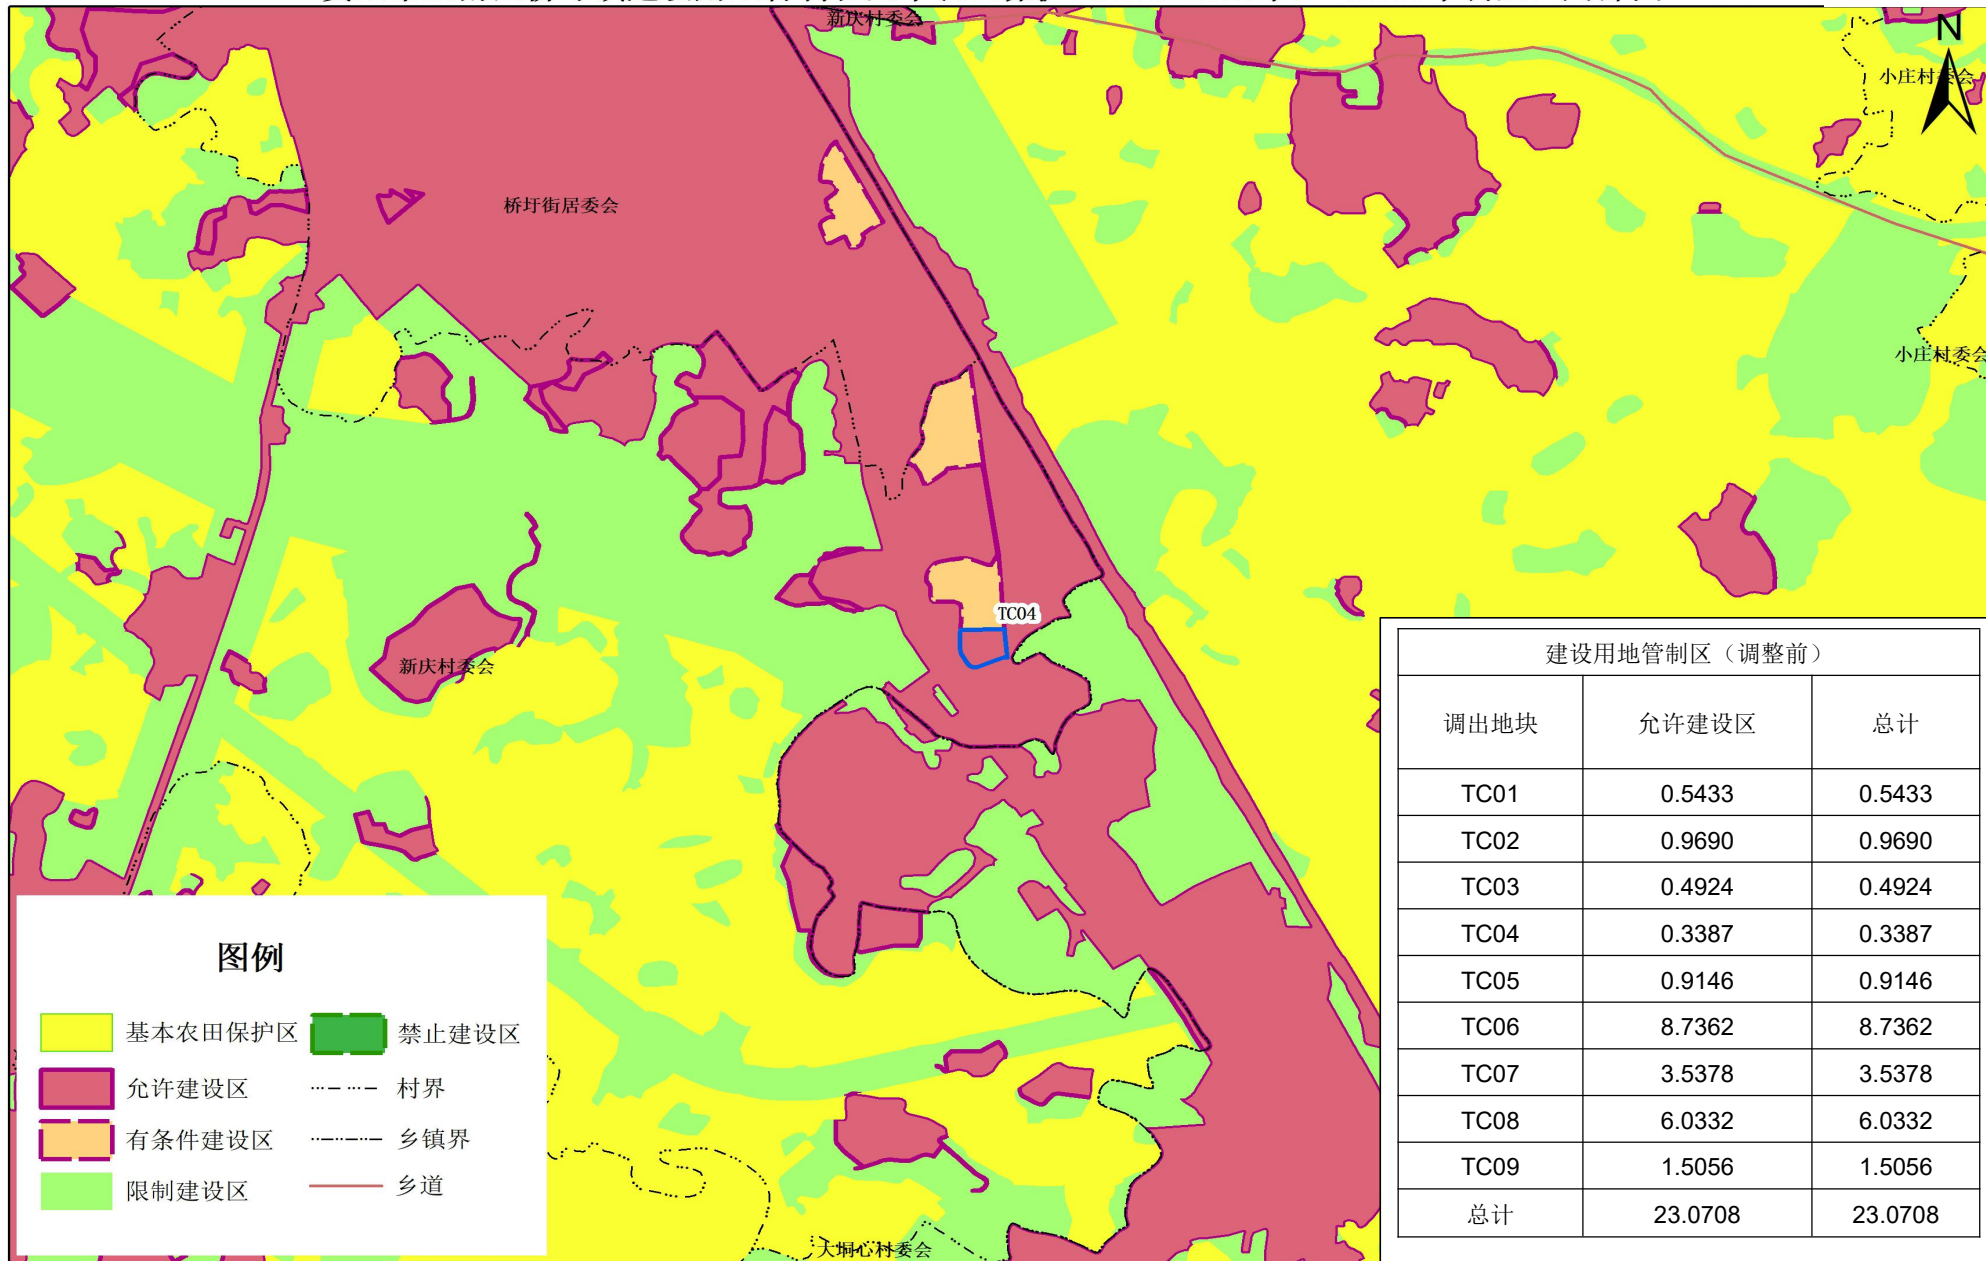 新庆村委会
N
小庄村委会
桥圩街居委会
小庄村委会
TC04
新庆村委会
建设用地管制区（调整前）
调出地块 允许建设区 总计
TC01 0.5433 0.5433
TC02 0.9690 0.9690
TC03 0.4924 0.4924
TC04 0.3387 0.3387
TC05 0.9146 0.9146
TC06 8.7362 8.7362
TC07 3.5378 3.5378
TC08 6.0332 6.0332
TC09 1.5056 1.5056
总计 23.0708 23.0708
图例
基本农田保护区 禁止建设区
允许建设区 村界
有条件建设区 乡镇界
限制建设区 乡道
大垌心村委会